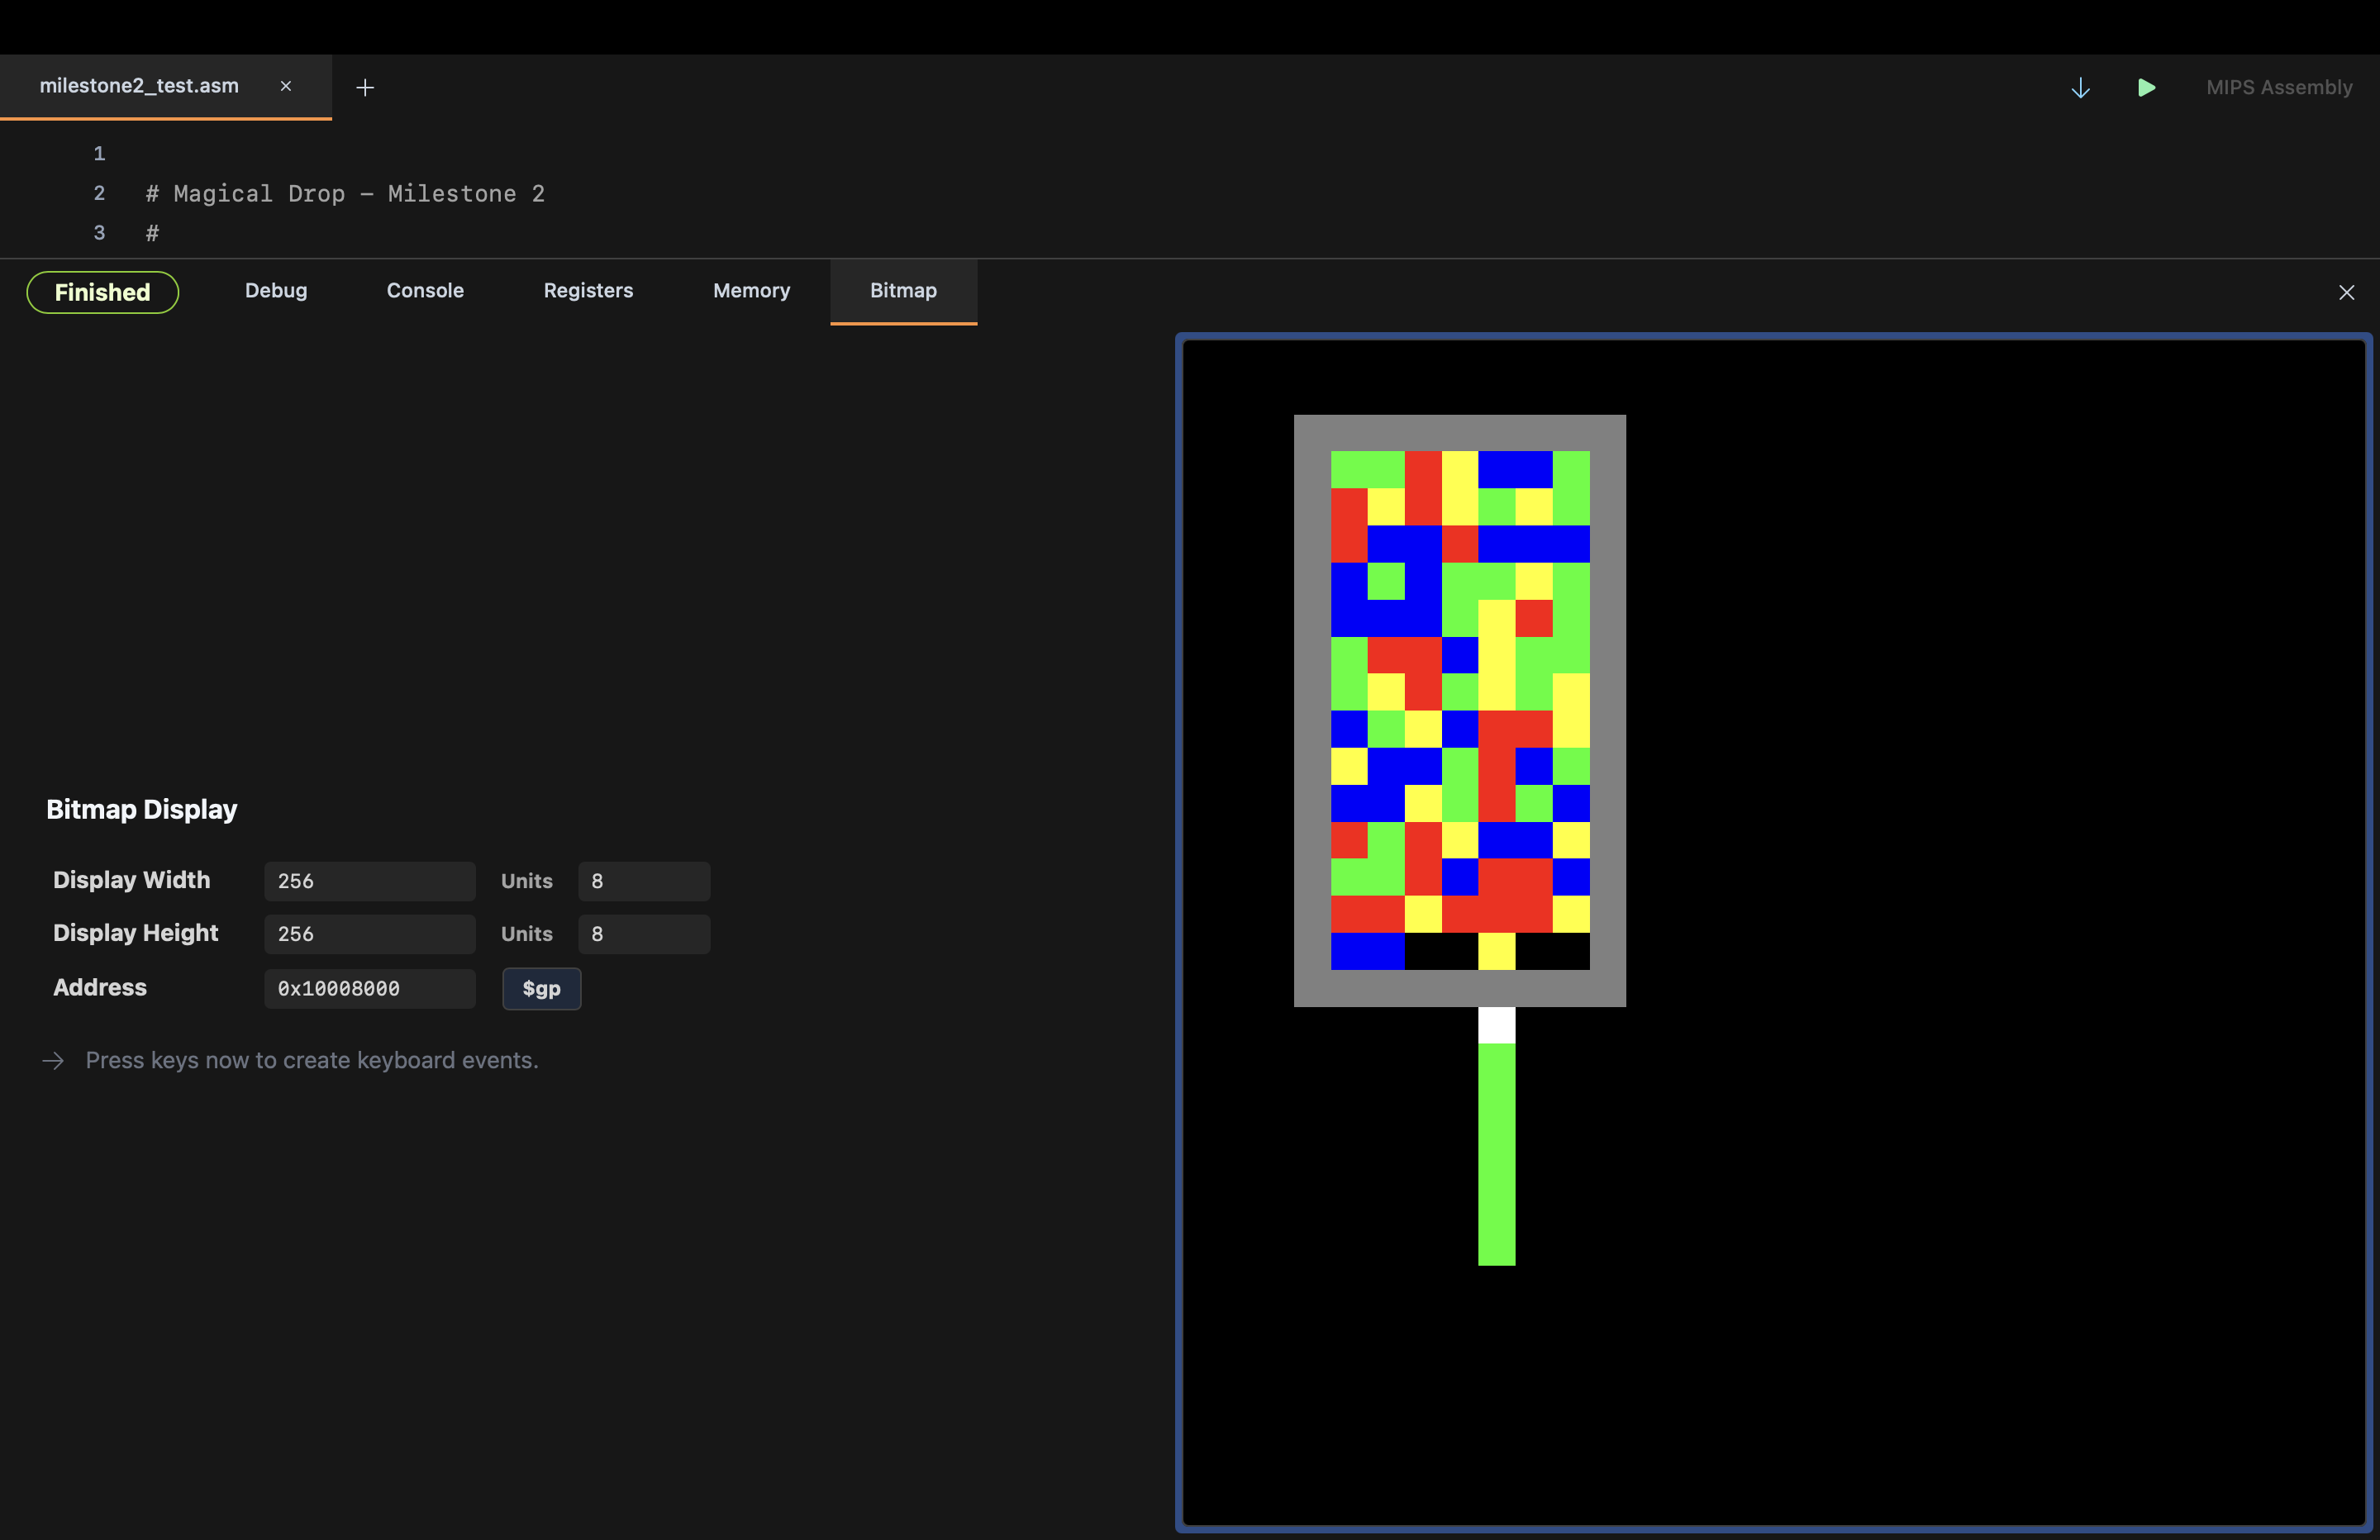 milestone2_test.asm × +
MIPS Assembly
1
2 # Magical Drop – Milestone 2
3 #
Finished Debug Console Registers Memory Bitmap ×
Bitmap Display
Display Width 256 Units 8
Display Height 256 Units 8
Address 0x10008000 $gp
→ Press keys now to create keyboard events.